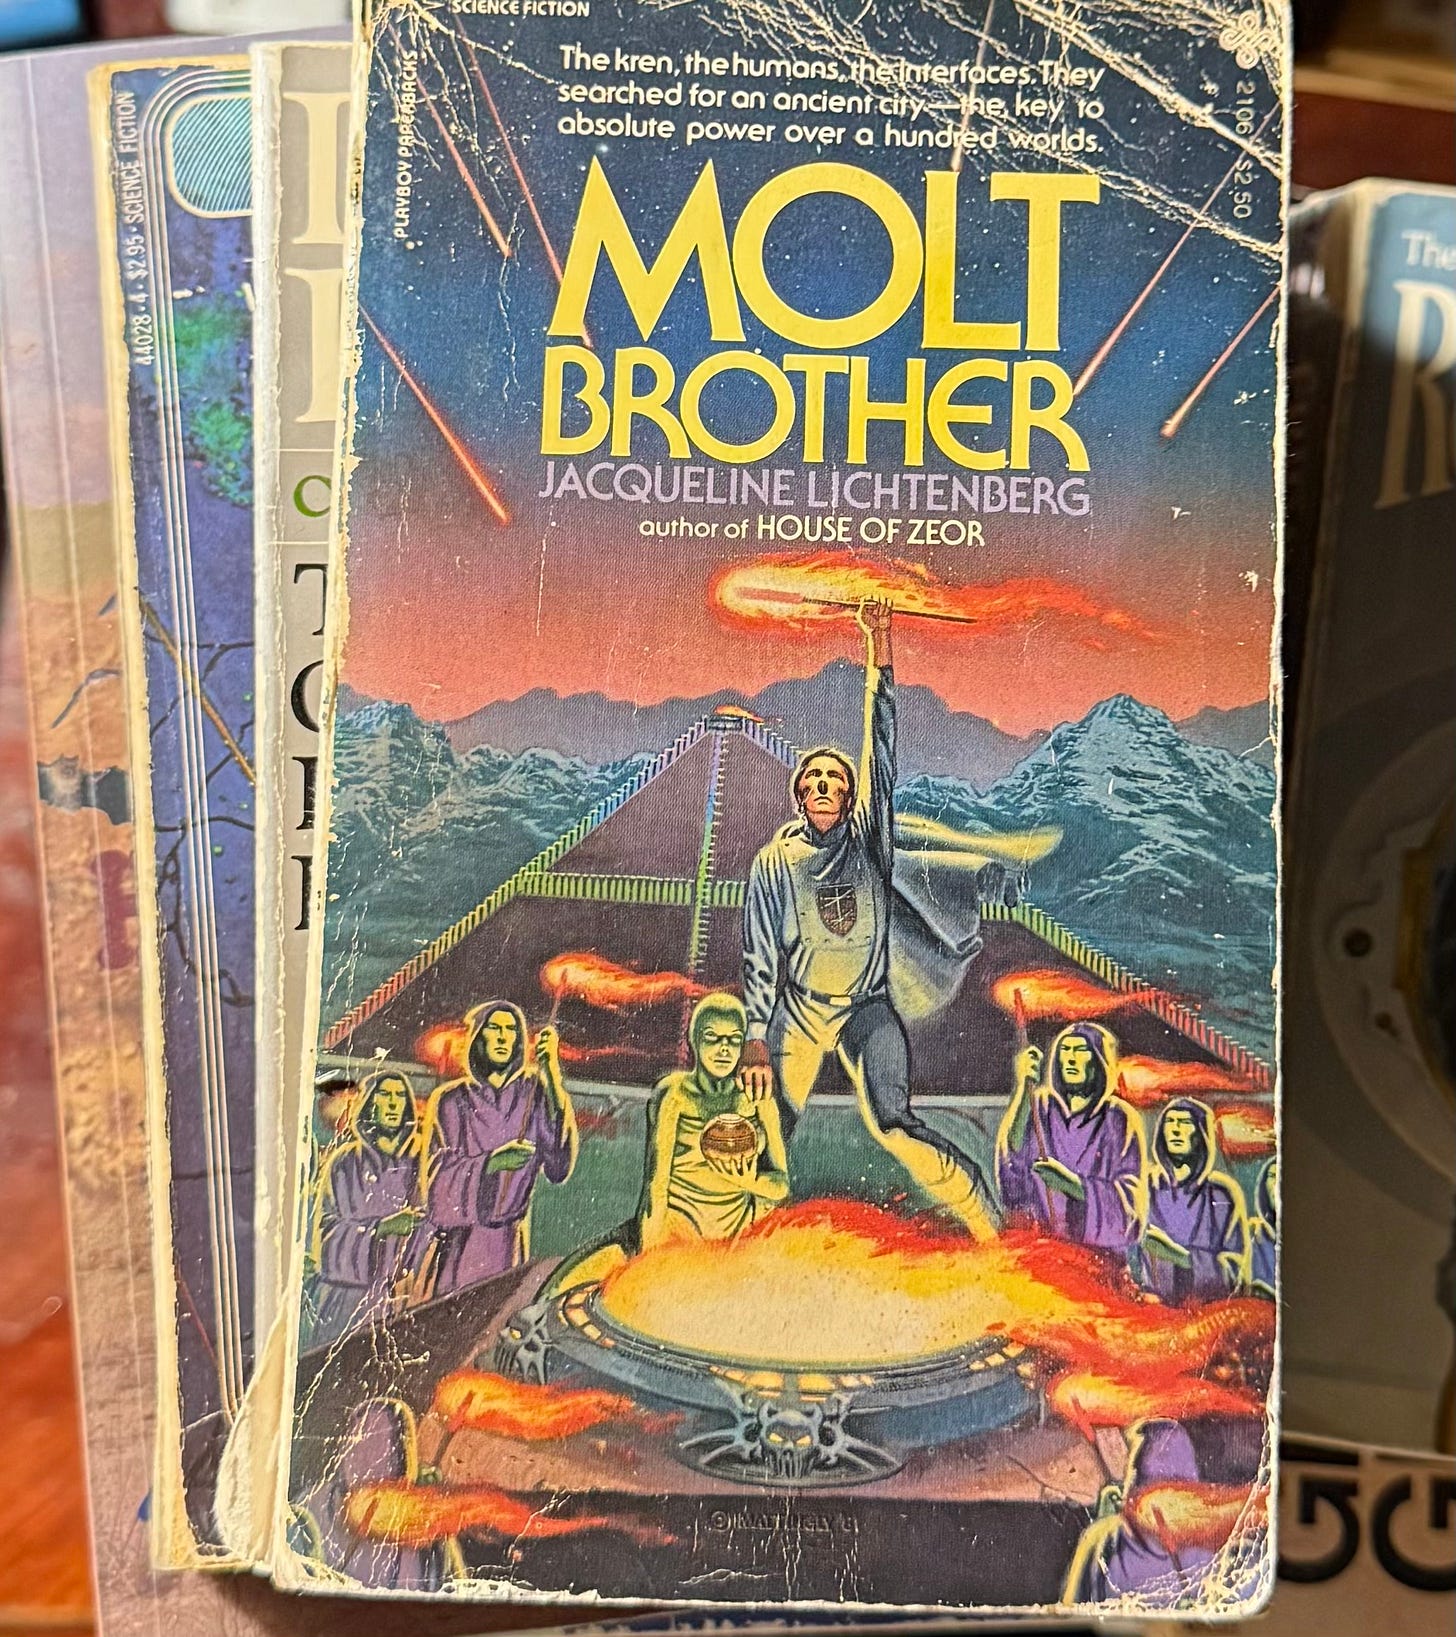 SCIENCE FICTION
The kren, the humans, the interfaces. They
searched for an ancient city—the key to
absolute power over a hundred worlds.
PLAYBOY PAPERBACKS
2106 · $2.50
MOLT
BROTHER
JACQUELINE LICHTENBERG
author of HOUSE OF ZEOR
© MATTINGLY 81
44028 · 4 · $2.95 · SCIENCE FICTION
The
R